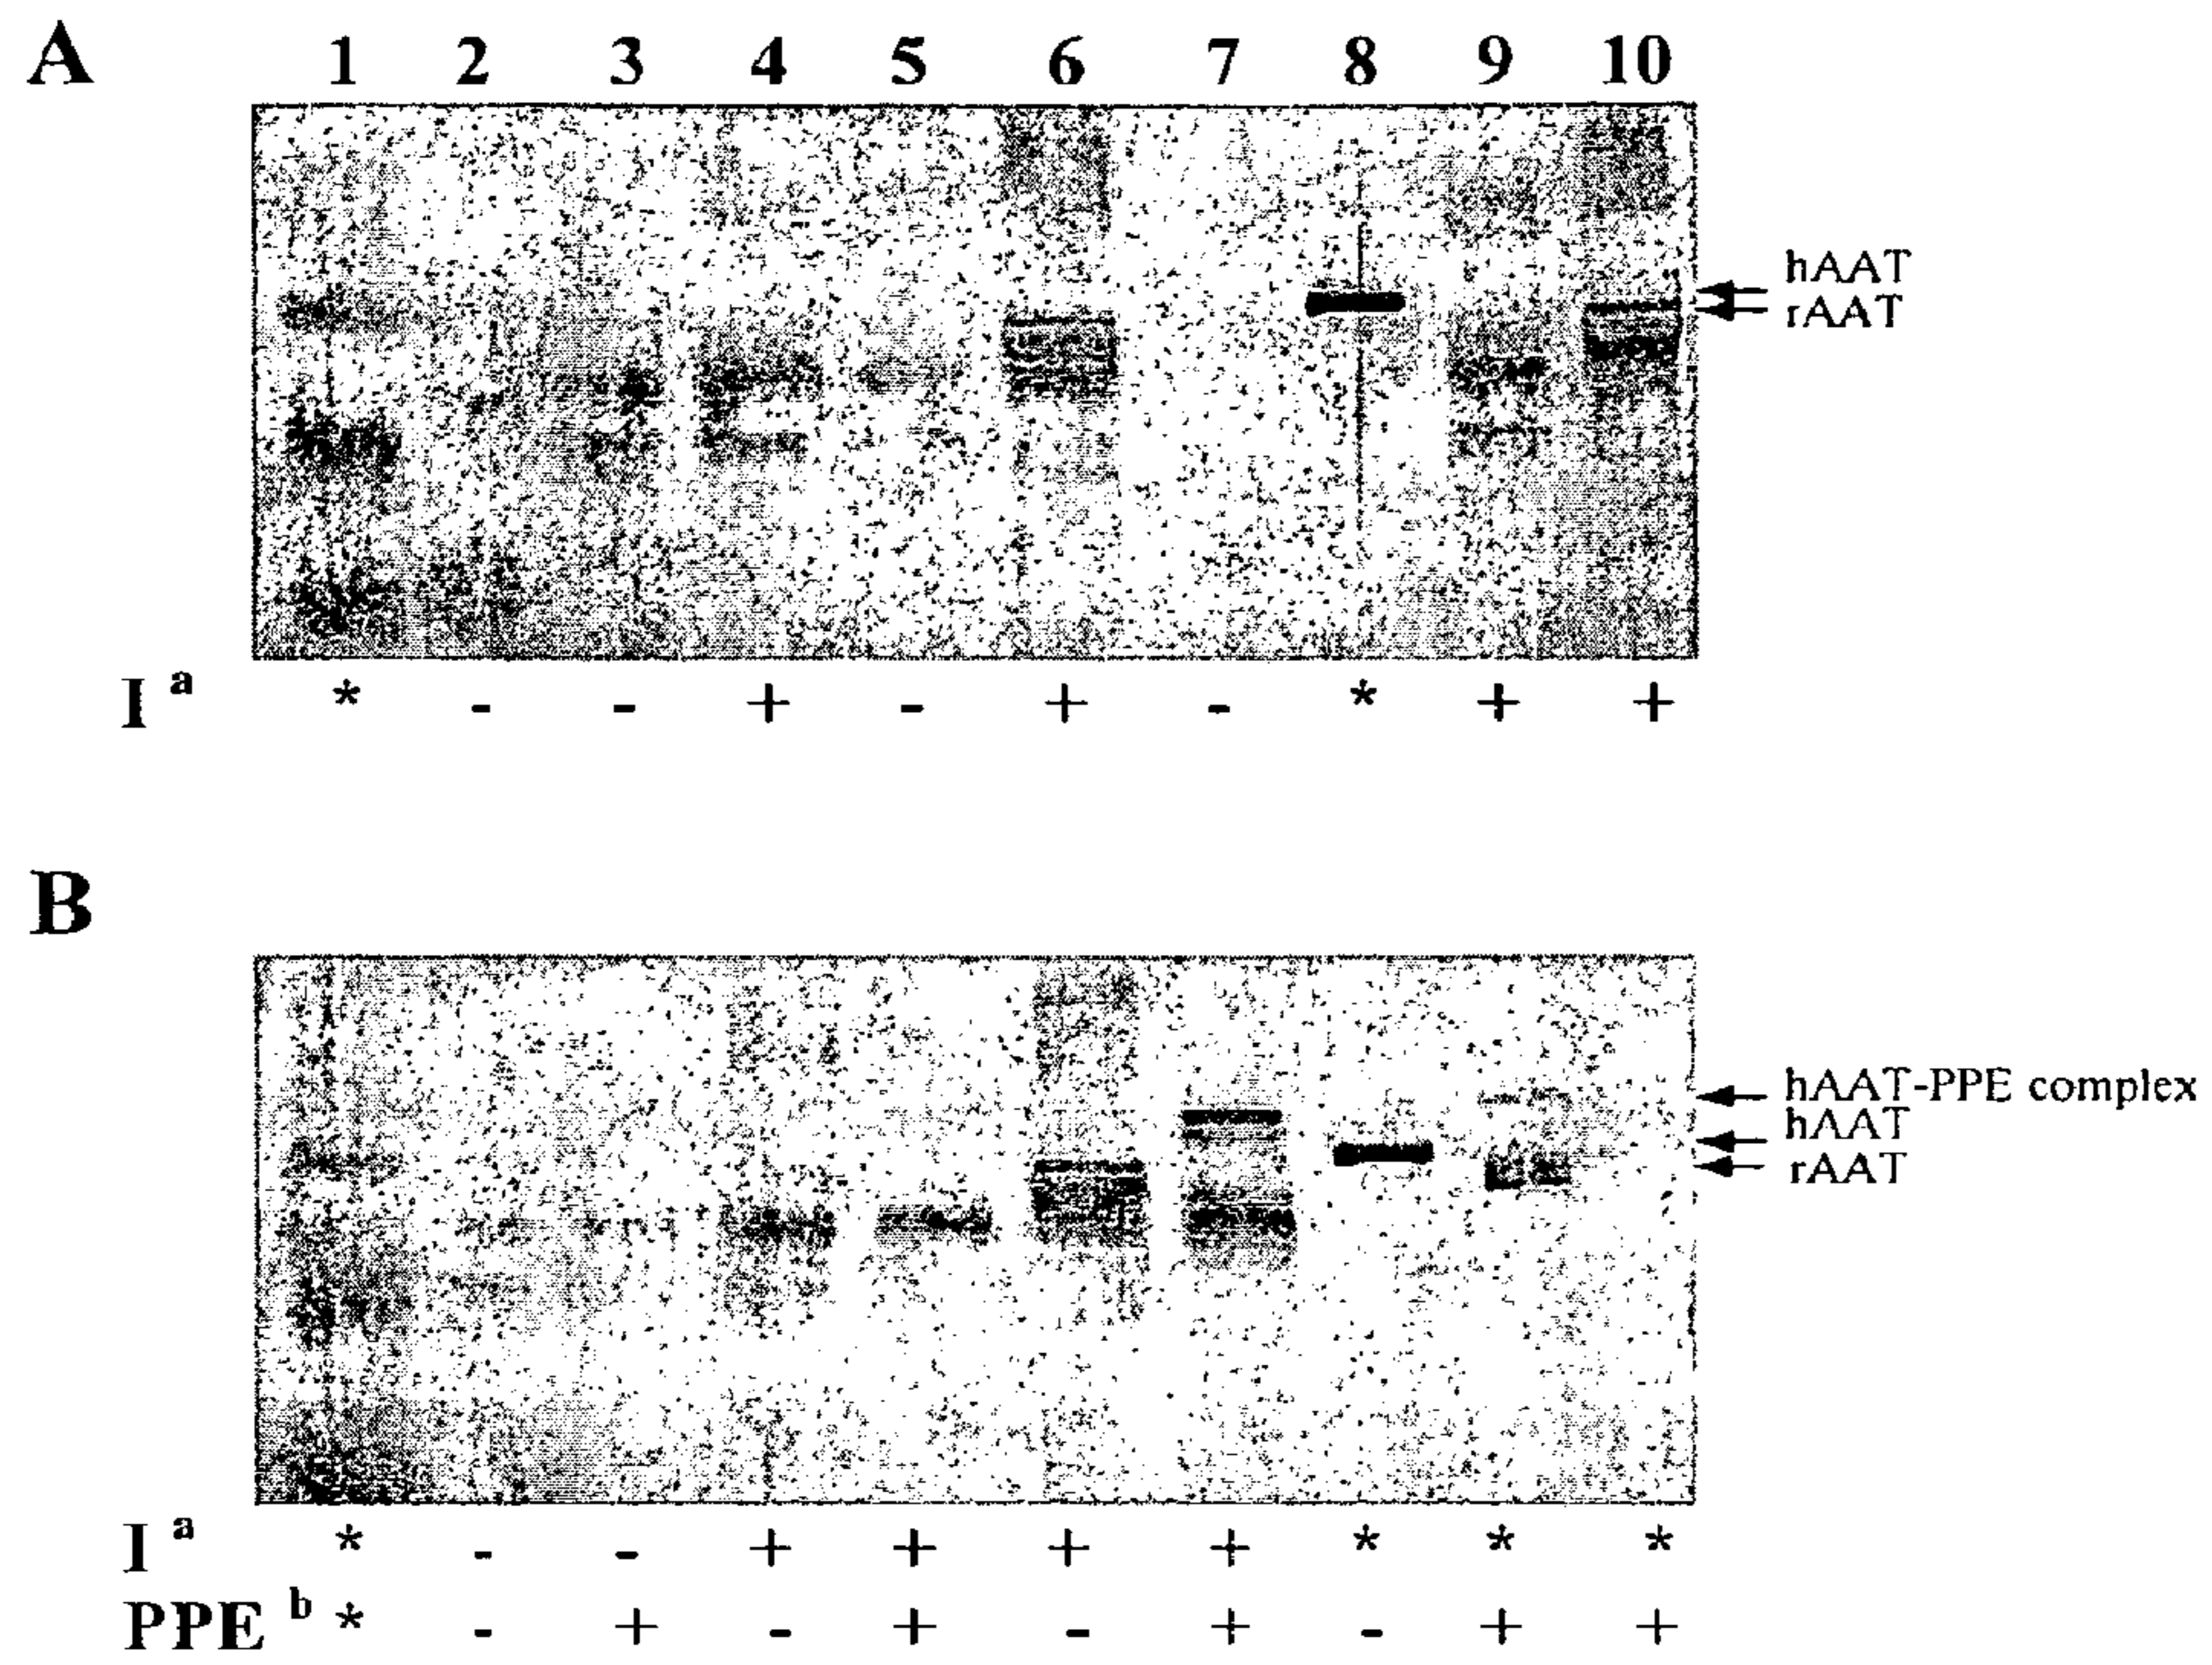 A 1 2 3 4 5 6 7 8 9 10
hAAT
rAAT
I a * - - + - + - * + +
B
hAAT-PPE complex
hAAT
rAAT
I a * - - + + + + * * *
PPE b * - + - + - + - + +